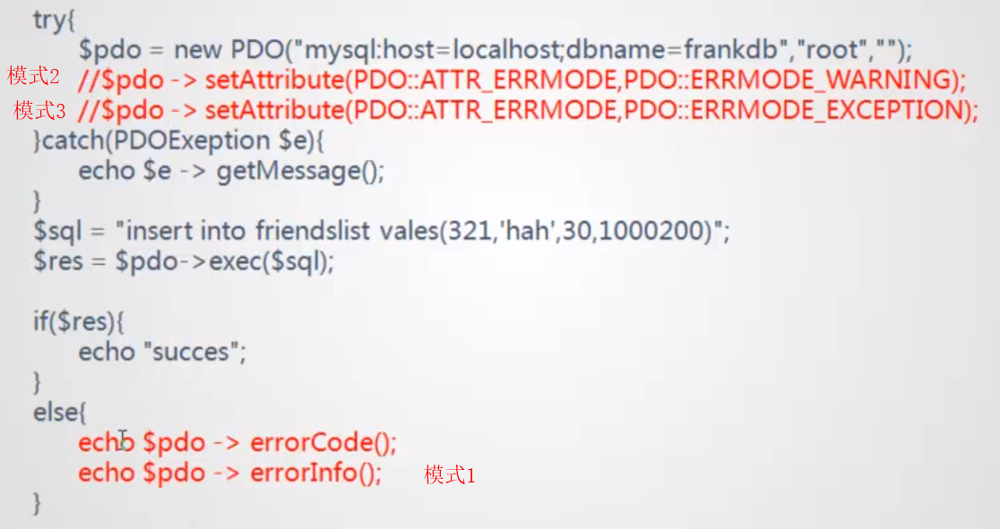 try{
$pdo = new PDO("mysql:host=localhost;dbname=frankdb","root","");
模式2 //$pdo -> setAttribute(PDO::ATTR_ERRMODE,PDO::ERRMODE_WARNING);
模式3 //$pdo -> setAttribute(PDO::ATTR_ERRMODE,PDO::ERRMODE_EXCEPTION);
}catch(PDOExeption $e){
echo $e -> getMessage();
}
$sql = "insert into friendslist vales(321,'hah',30,1000200)";
$res = $pdo->exec($sql);
if($res){
echo "succes";
}
else{
echo $pdo -> errorCode();
echo $pdo -> errorInfo(); 模式1
}